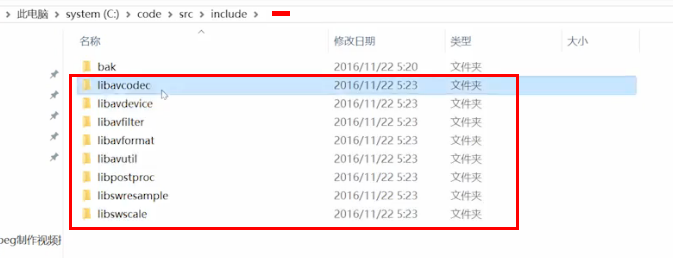 此电脑 > system (C:) > code > src > include >
名称 修改日期 类型 大小
bak 2016/11/22 5:20 文件夹
libavcodec 2016/11/22 5:23 文件夹
libavdevice 2016/11/22 5:23 文件夹
libavfilter 2016/11/22 5:23 文件夹
libavformat 2016/11/22 5:23 文件夹
libavutil 2016/11/22 5:23 文件夹
libpostproc 2016/11/22 5:23 文件夹
libswresample 2016/11/22 5:23 文件夹
libswscale 2016/11/22 5:23 文件夹
peg制作视频